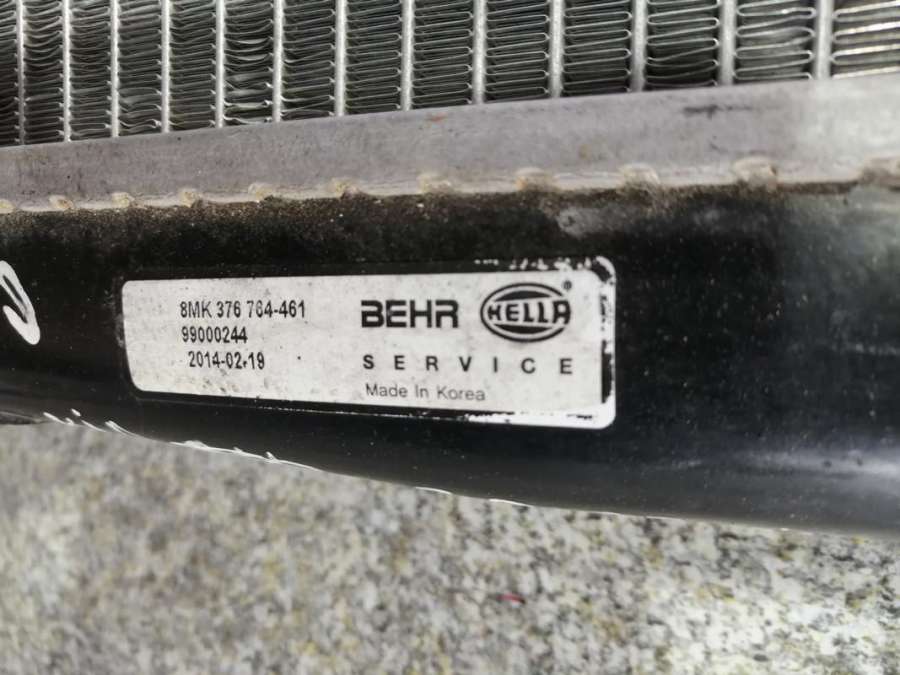 8MK 376 764-461
99000244
2014-02-19
BEHR HELLA ®
SERVICE
Made In Korea